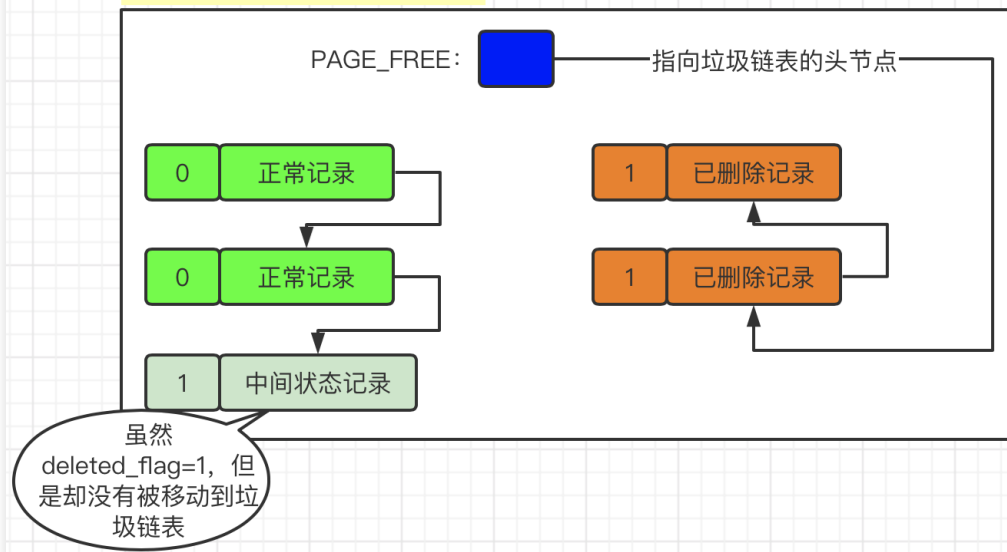 PAGE_FREE：
指向垃圾链表的头节点
0 正常记录
1 已删除记录
0 正常记录
1 已删除记录
1 中间状态记录
虽然
deleted_flag=1，但
是却没有被移动到垃
圾链表